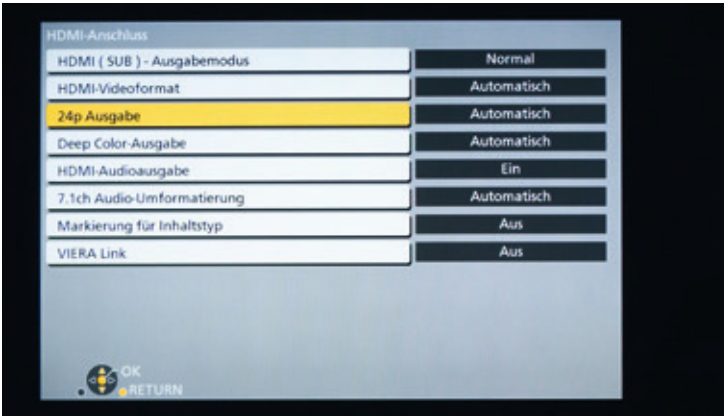 HDMI-Anschluss
HDMI ( SUB ) - Ausgabemodus Normal
HDMI-Videoformat Automatisch
24p Ausgabe Automatisch
Deep Color-Ausgabe Automatisch
HDMI-Audioausgabe Ein
7.1ch Audio-Umformatierung Automatisch
Markierung für Inhaltstyp Aus
VIERA Link Aus
OK
RETURN